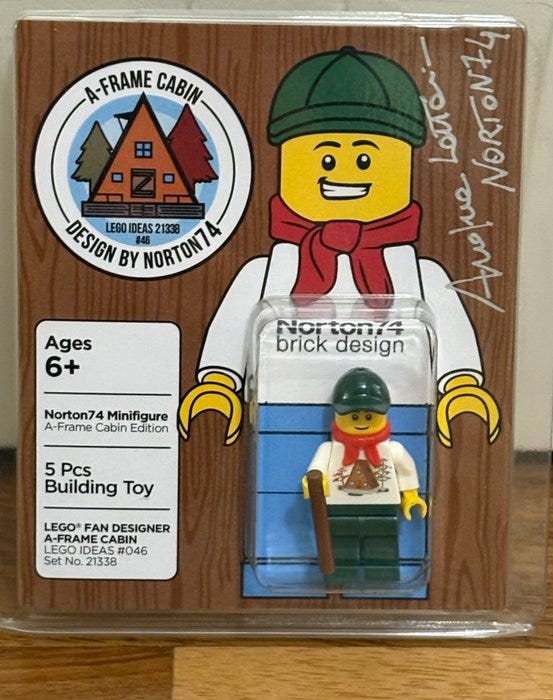 A-FRAME CABIN
LEGO IDEAS 21338
#46
DESIGN BY NORTON74
NORTON74
Norton74
brick design
Ages
6+
Norton74 Minifigure
A-Frame Cabin Edition
5 Pcs
Building Toy
LEGO® FAN DESIGNER
A-FRAME CABIN
LEGO IDEAS #046
Set No. 21338